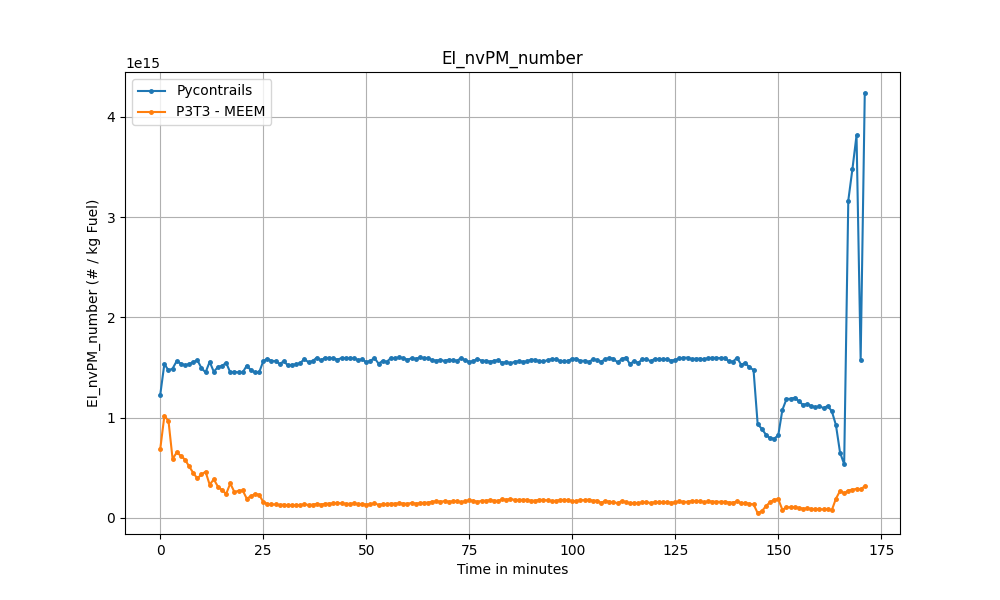 EI_nvPM_number
1e15
Pycontrails
P3T3 - MEEM
EI_nvPM_number (# / kg Fuel)
4
3
2
1
0
0 25 50 75 100 125 150 175
Time in minutes